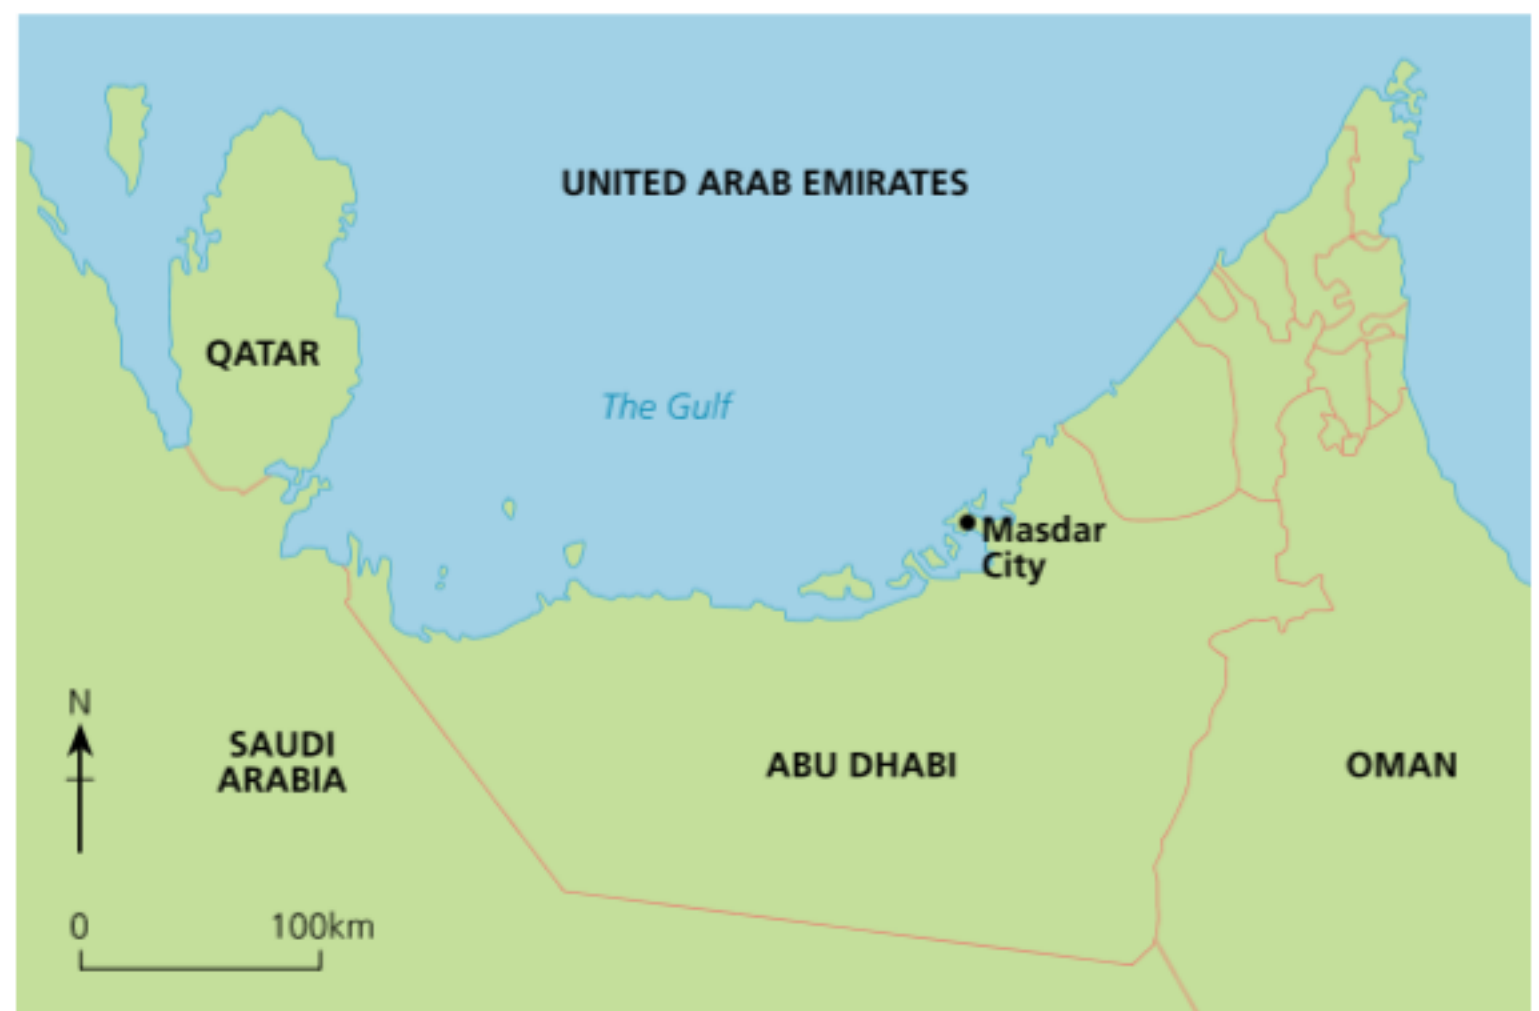 UNITED ARAB EMIRATES
QATAR
The Gulf
Masdar
City
N
SAUDI
ARABIA
ABU DHABI
OMAN
0 100km